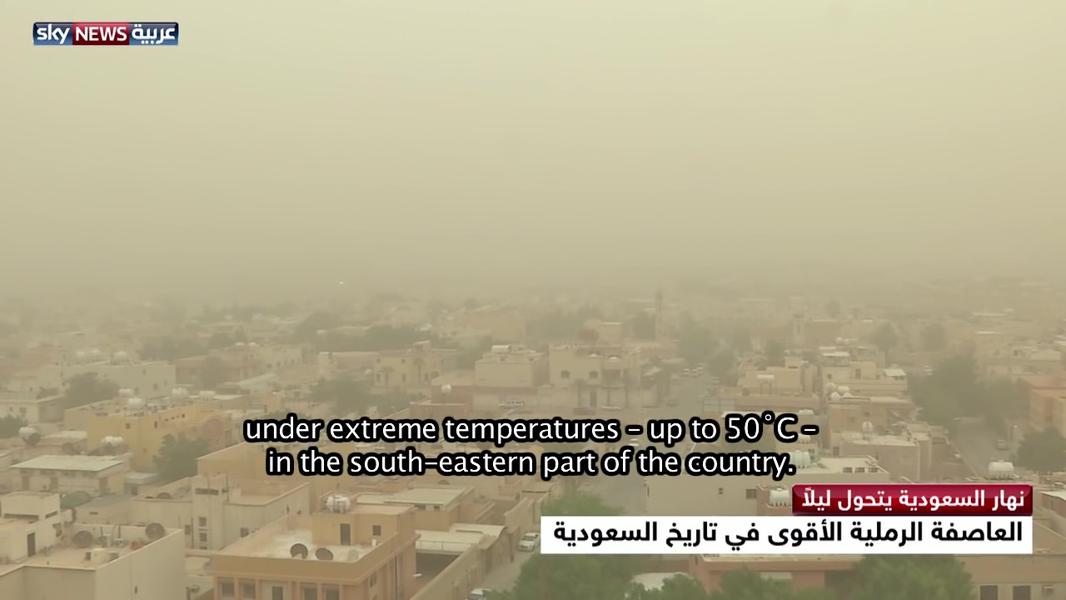 sky NEWS عربية
under extreme temperatures – up to 50°C –
in the south-eastern part of the country.
نهار السعودية يتحول ليلاً
العاصفة الرملية الأقوى في تاريخ السعودية